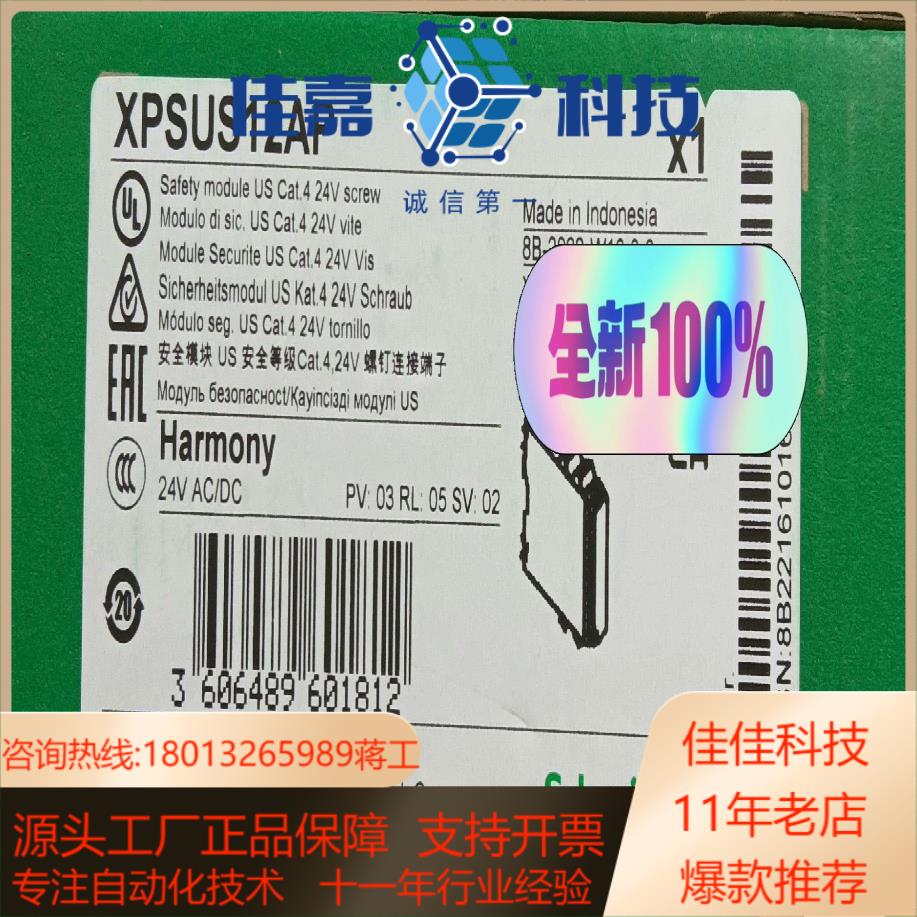 佳嘉 科技
诚信第一
XPSUS12AP
x1
Safety module US Cat.4 24V screw
Modulo di sic. US Cat.4 24V vite
Module Securite US Cat.4 24V Vis
Sicherheitsmodul US Kat.4 24V Schraub
Módulo seg. US Cat.4 24V tornillo
安全模块 US 安全等级Cat.4,24V 螺钉连接端子
Модуль безопасност/Қауіпсізді модулі US
Made in Indonesia
全新100%
UL
EAC
CCC
Harmony
24V AC/DC
PV: 03 RL: 05 SV: 02
20
3 606489 601812
咨询热线:18013265989蒋工
佳佳科技
11年老店
爆款推荐
源头工厂正品保障 支持开票
专注自动化技术 十一年行业经验